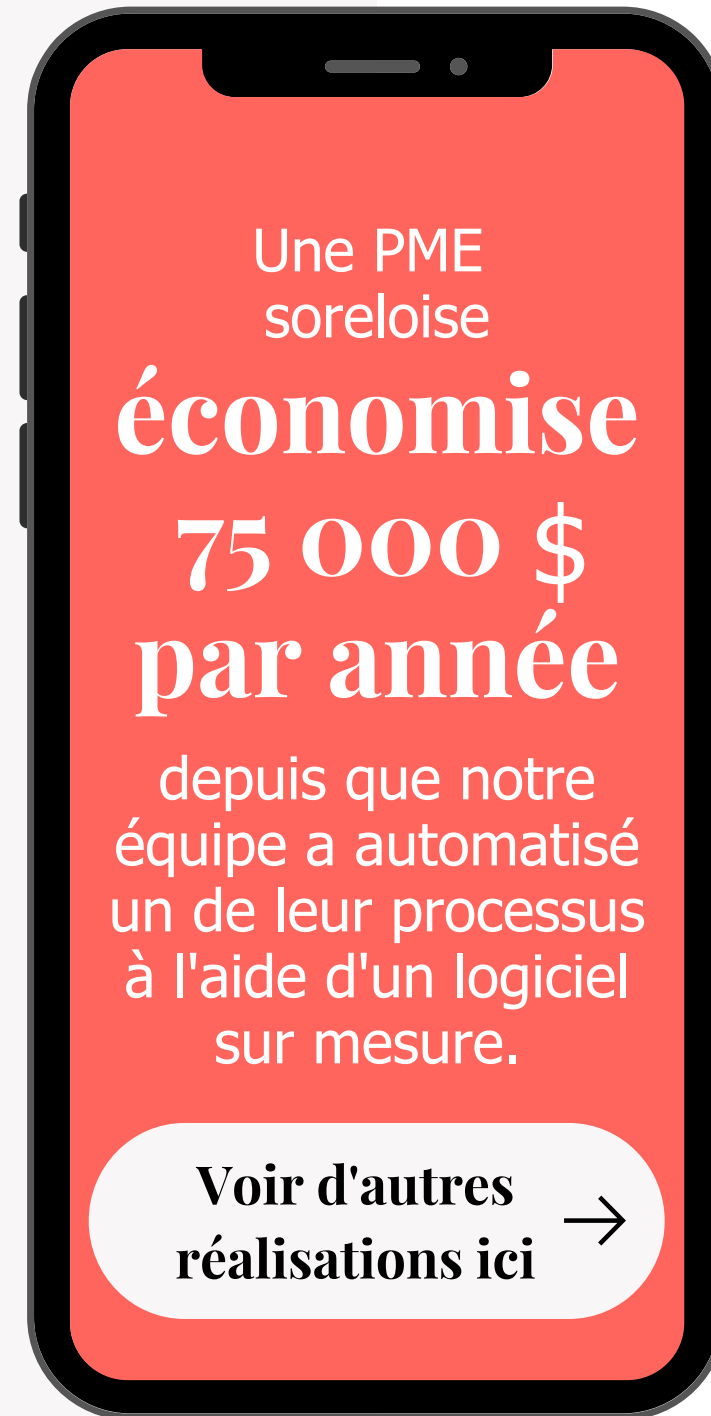 Une PME
soreloise
économise
75 000 $
par année
depuis que notre
équipe a automatisé
un de leur processus
à l'aide d'un logiciel
sur mesure.
Voir d'autres
réalisations ici